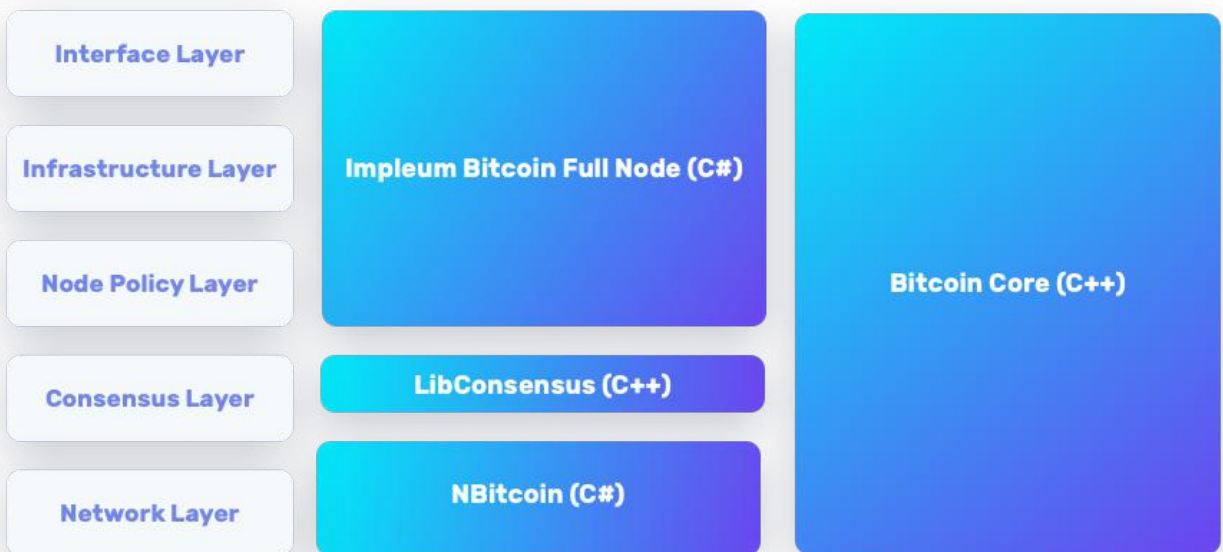 Interface Layer
Infrastructure Layer
Node Policy Layer
Consensus Layer
Network Layer
Impleum Bitcoin Full Node (C#)
LibConsensus (C++)
NBitcoin (C#)
Bitcoin Core (C++)